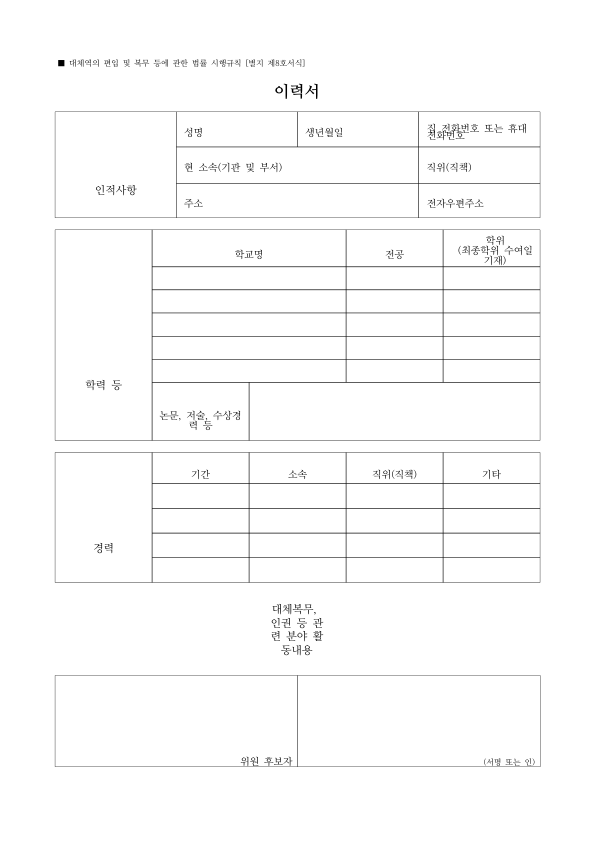 ■ 대체역의 편입 및 복무 등에 관한 법률 시행규칙 [별지 제8호서식]
이력서
인적사항
성명
생년월일
집 전화번호 또는 휴대
전화번호
현 소속(기관 및 부서)
직위(직책)
주소
전자우편주소
학력 등
학교명
전공
학위
(최종학위 수여일
기재)
논문, 저술, 수상경
력 등
경력
기간
소속
직위(직책)
기타
대체복무,
인권 등 관
련 분야 활
동내용
위원 후보자
(서명 또는 인)